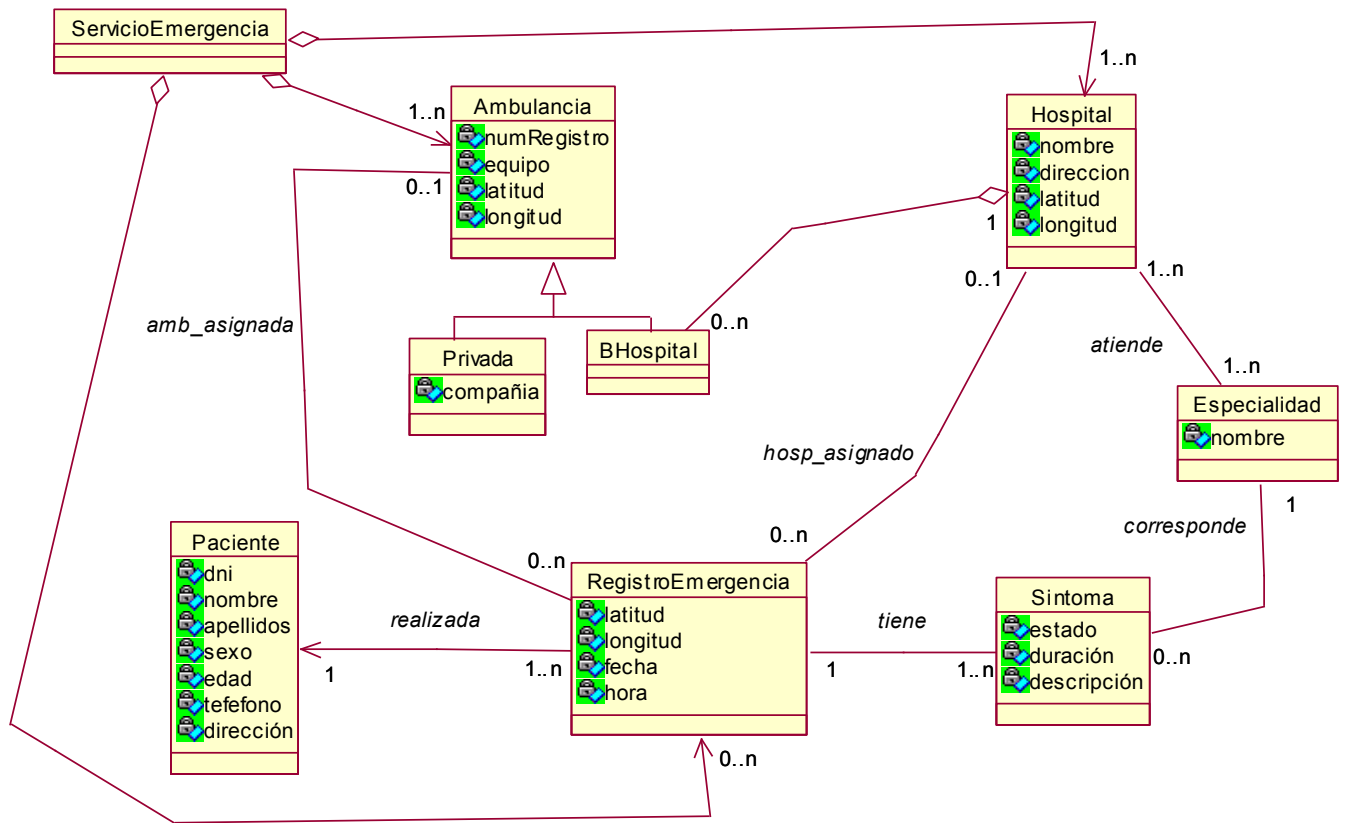 ServicioEmergencia
1..n
1..n
Ambulancia
numRegistro
equipo
latitud
longitud
0..1
Hospital
nombre
direccion
latitud
longitud
1
0..1
1..n
amb_asignada
Privada
compañia
BHospital
0..n
atiende
1..n
Especialidad
nombre
1
hosp_asignado
corresponde
0..n
0..n
Paciente
dni
nombre
apellidos
sexo
edad
tefefono
dirección
realizada
1
1..n
RegistroEmergencia
latitud
longitud
fecha
hora
tiene
1
1..n
Sintoma
estado
duración
descripción
0..n
0..n